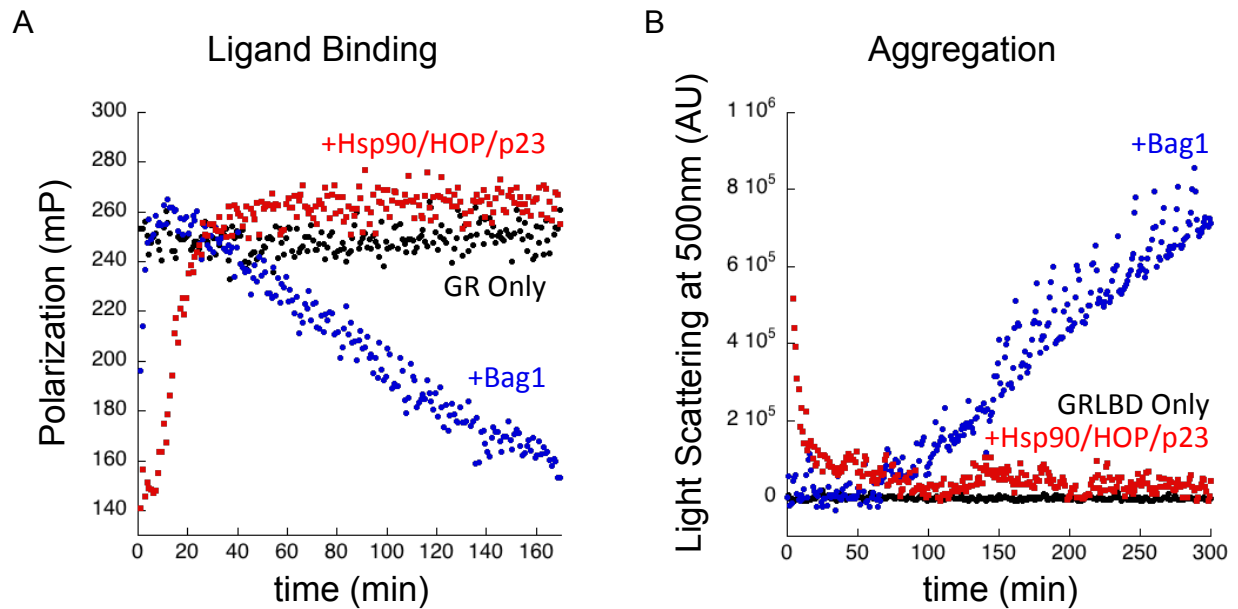 A
Ligand Binding
Polarization (mP)
300
280
260
240
220
200
180
160
140
+Hsp90/HOP/p23
GR Only
+Bag1
0 20 40 60 80 100 120 140 160
time (min)
B
Aggregation
Light Scattering at 500nm (AU)
1 10⁶
8 10⁵
6 10⁵
4 10⁵
2 10⁵
0
+Bag1
GRLBD Only
+Hsp90/HOP/p23
0 50 100 150 200 250 300
time (min)